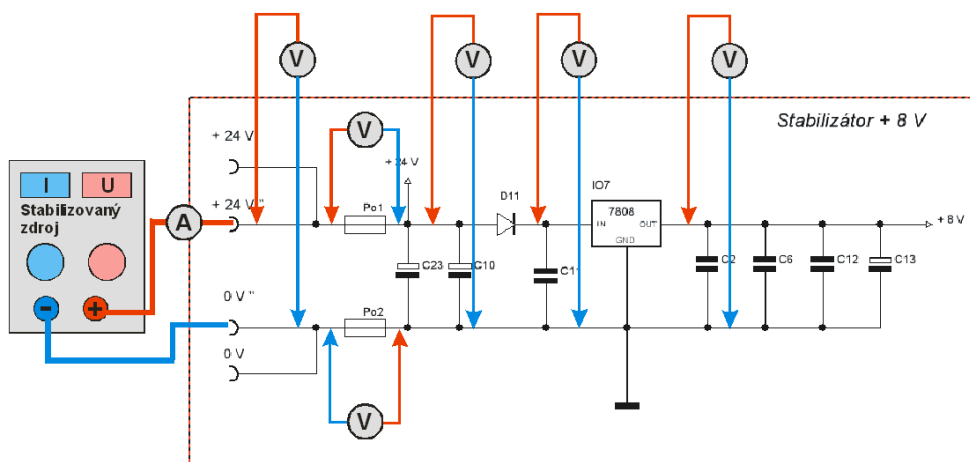 V
V
V
V
Stabilizátor + 8 V
+ 24 V
V
+ 24 V
I
U
Stabilizovaný
zdroj
A
+ 24 V "
Po1
D11
IO7
7808
IN
OUT
GND
+ 8 V
C23
C10
C11
C2
C6
C12
C13
-
+
0 V "
Po2
0 V
V